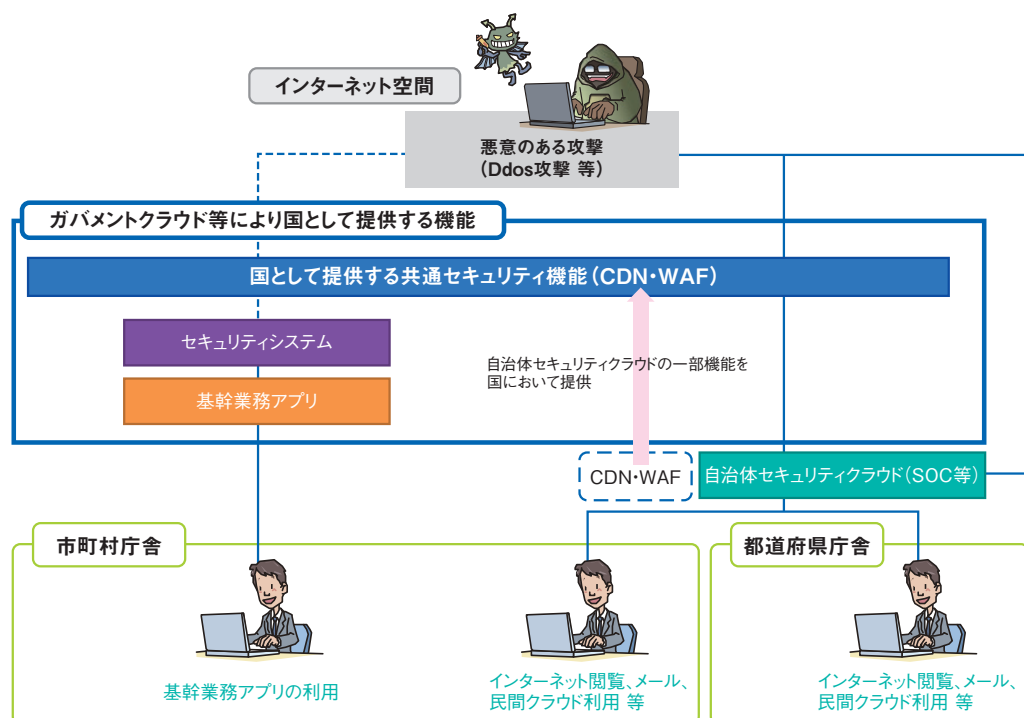 インターネット空間
悪意のある攻撃
（Ddos攻撃 等）
ガバメントクラウド等により国として提供する機能
国として提供する共通セキュリティ機能（CDN・WAF）
セキュリティシステム
自治体セキュリティクラウドの一部機能を
国において提供
基幹業務アプリ
CDN・WAF
自治体セキュリティクラウド（SOC等）
市町村庁舎
都道府県庁舎
基幹業務アプリの利用
インターネット閲覧、メール、
民間クラウド利用 等
インターネット閲覧、メール、
民間クラウド利用 等